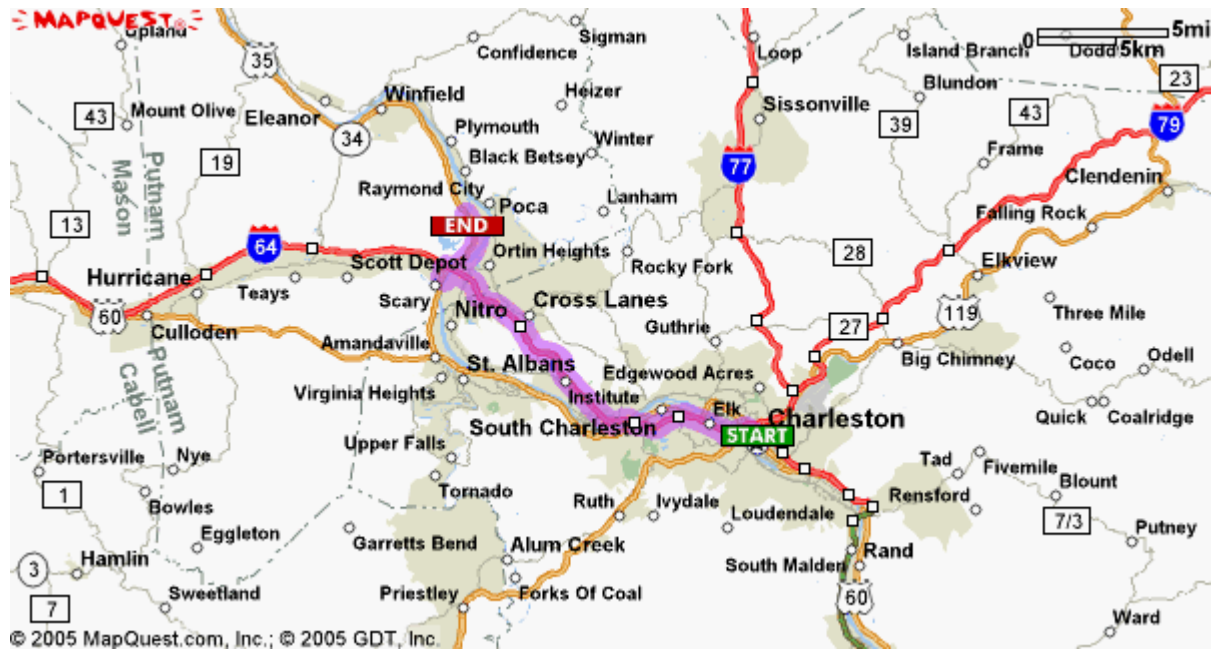 MAPQUEST
Upland
35
Confidence
Sigman
Loop
Island Branch
Dodd
0
5mi
5km
Blundon
23
43
Mount Olive
Eleanor
Winfield
Heizer
Sissonville
39
43
79
34
Plymouth
Winter
77
Frame
19
Black Betsey
Clendenin
Putnam
Mason
Raymond City
Poca
Lanham
Falling Rock
13
END
64
Ortin Heights
28
Hurricane
Scott Depot
Rocky Fork
Elkview
Teays
Scary
Nitro
Cross Lanes
119
Three Mile
60
Culloden
Guthrie
27
Amandaville
Big Chimney
Coco
Odell
Putnam
Cabell
St. Albans
Edgewood Acres
Virginia Heights
Institute
Elk
Quick
Coalridge
South Charleston
START
Charleston
Upper Falls
Portersville
Nye
Tad
Fivemile
Blount
1
Tornado
Bowles
Ruth
Ivydale
Loudendale
Rensford
7/3
Putney
Eggleton
Garretts Bend
Alum Creek
Rand
3
Hamlin
South Malden
7
Sweetland
Priestley
Forks Of Coal
60
Ward
© 2005 MapQuest.com, Inc.; © 2005 GDT, Inc.